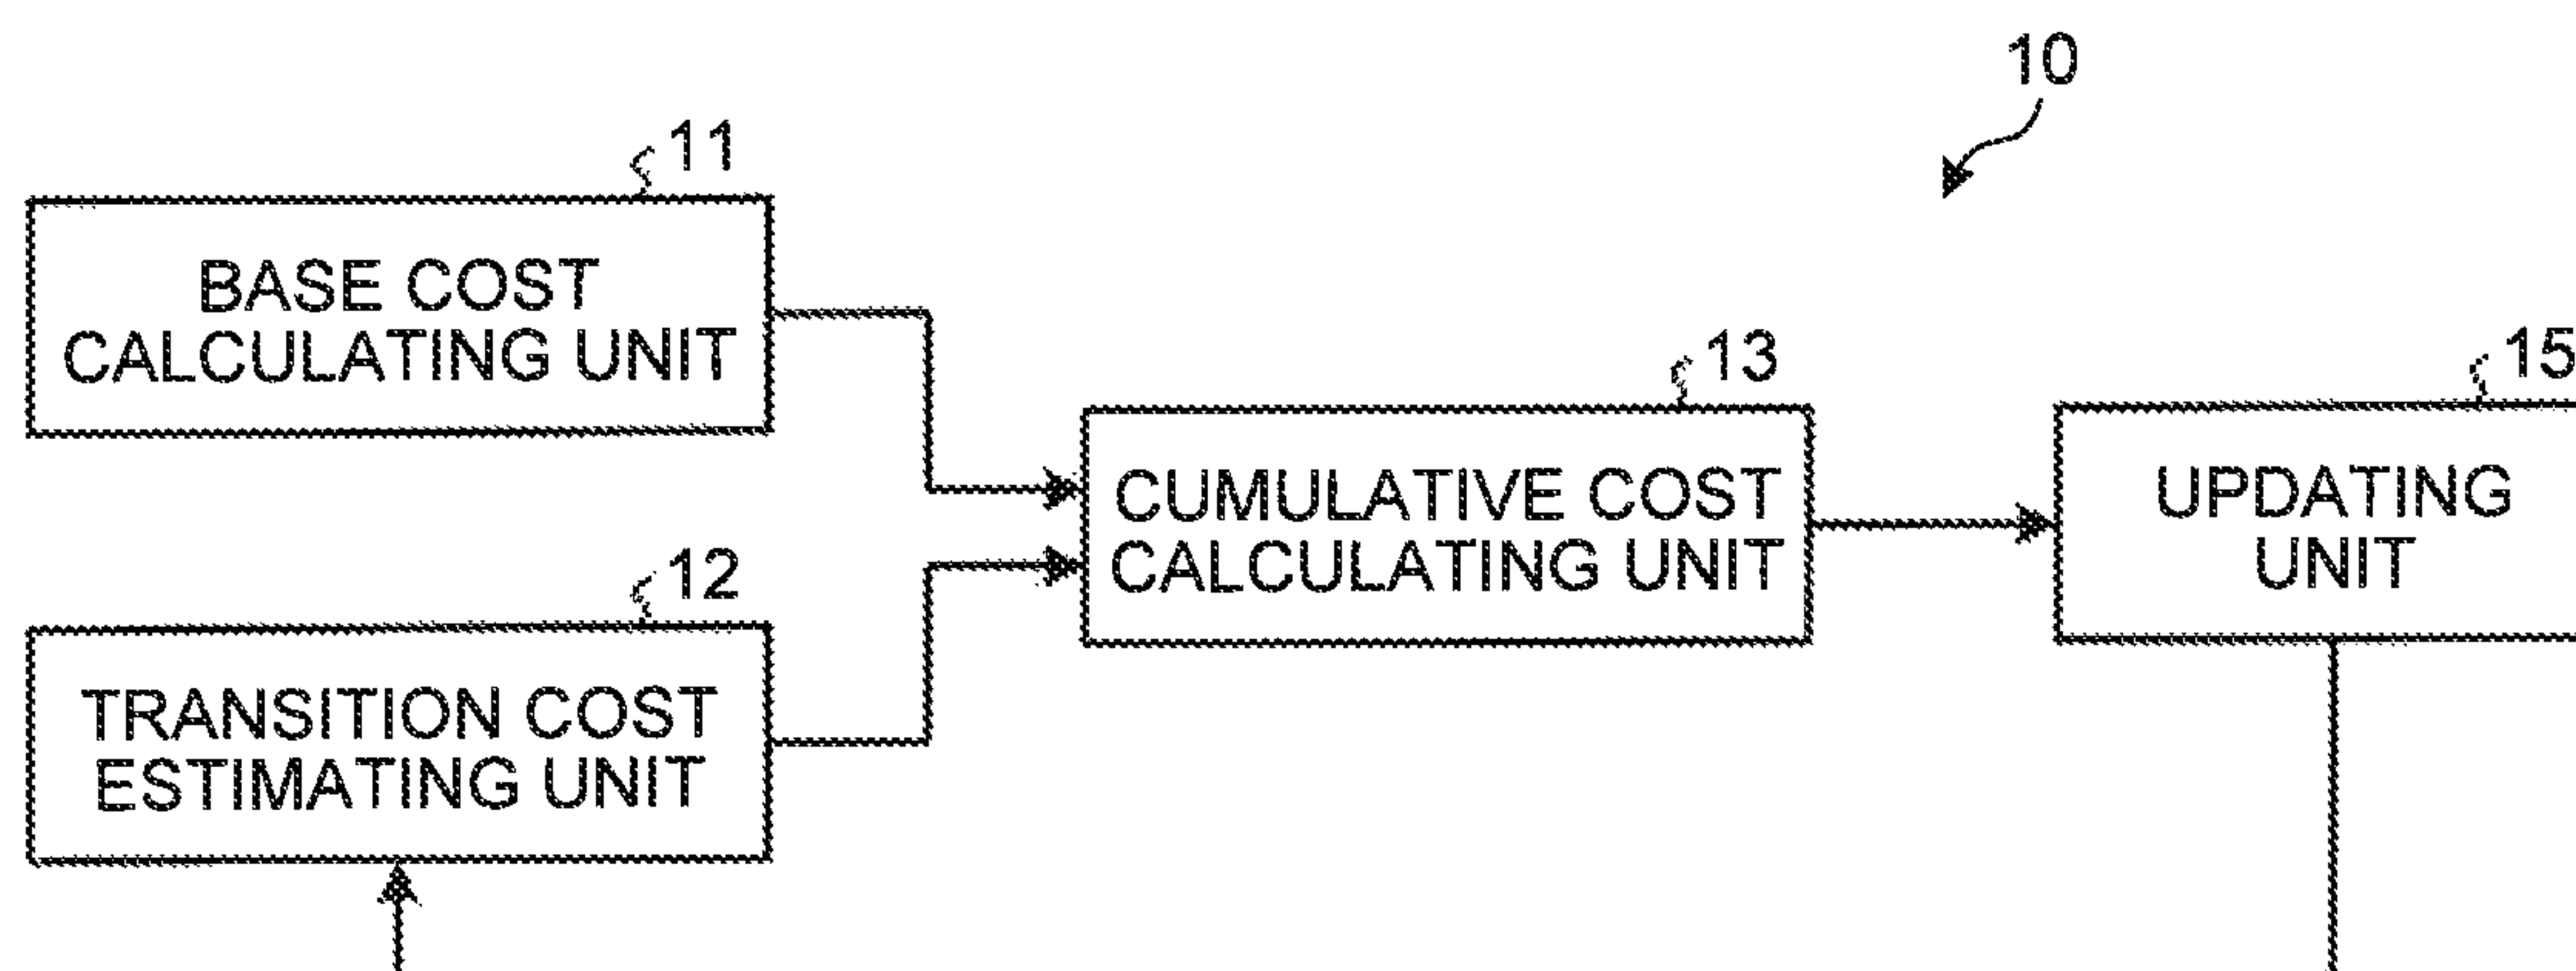 10
11
BASE COST
CALCULATING UNIT
13
CUMULATIVE COST
CALCULATING UNIT
15
UPDATING
UNIT
12
TRANSITION COST
ESTIMATING UNIT